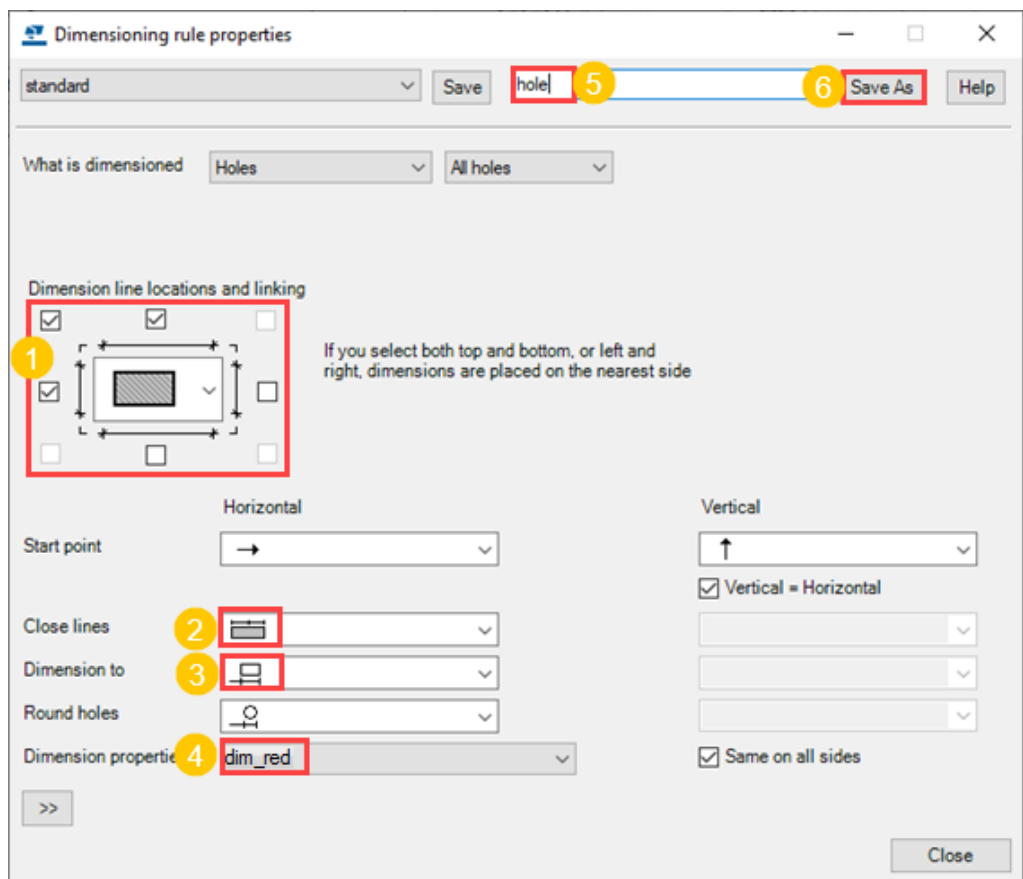 Dimensioning rule properties
standard Save hole 5 6 Save As Help
What is dimensioned Holes All holes
Dimension line locations and linking
1
If you select both top and bottom, or left and
right, dimensions are placed on the nearest side
Horizontal Vertical
Start point
Vertical = Horizontal
Close lines 2
Dimension to 3
Round holes
Dimension propertie 4 dim_red Same on all sides
>>
Close